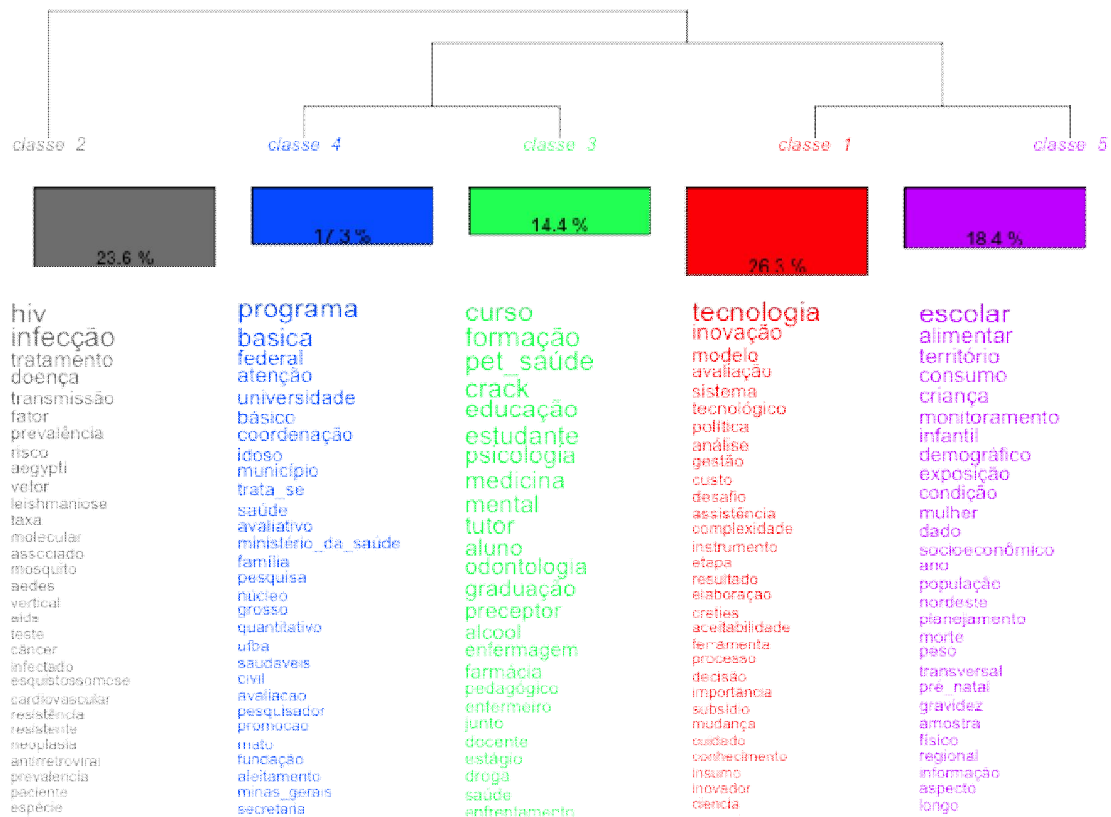 classe 2
classe 4
classe 3
classe 1
classe 5
23.6 %
17.3 %
14.4 %
26.3 %
18.4 %
hiv
infecção
tratamento
doença
transmissão
fator
prevalência
risco
aegypti
vetor
leishmaniose
taxa
molecular
associado
mosquito
aedes
vertical
aids
teste
câncer
infectado
esquistossomose
cardiovascular
resistência
resistente
neoplasia
antirretroviral
prevalencia
paciente
espécie
programa
basica
federal
atenção
universidade
básico
coordenação
idoso
município
trata_se
saúde
avaliativo
ministério_da_saúde
família
pesquisa
núcleo
grosso
quantitativo
ufba
saudáveis
civil
avaliacao
pesquisador
promocao
mato
fundação
aleitamento
minas_gerais
secretaria
curso
formação
pet_saúde
crack
educação
estudante
psicologia
medicina
mental
tutor
aluno
odontologia
graduação
preceptor
alcool
enfermagem
farmácia
pedagógico
enfermeiro
junto
docente
estágio
droga
saúde
enfrentamento
tecnologia
inovação
modelo
avaliação
sistema
tecnológico
política
análise
gestão
custo
desafio
assistência
complexidade
instrumento
etapa
resultado
elaboração
creties
aceitabilidade
ferramenta
processo
decisão
importância
subsídio
mudança
cuidado
conhecimento
insumo
inovador
ciência
escolar
alimentar
território
consumo
criança
monitoramento
infantil
demográfico
exposição
condição
mulher
dado
socioeconômico
ano
população
nordeste
planejamento
morte
peso
transversal
pré_natal
gravidez
amostra
físico
regional
informação
aspecto
longo